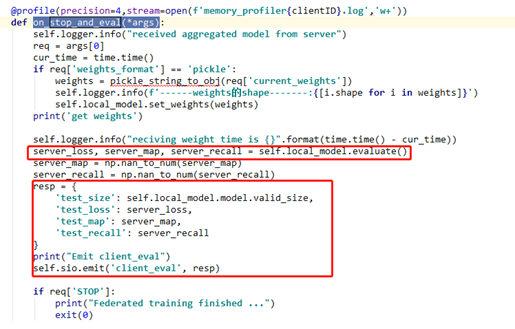 @profile(precision=4,stream=open(f'memory_profiler{clientID}.log','w+'))
def on_stop_and_eval(*args):
self.logger.info("received aggregated model from server")
req = args[0]
cur_time = time.time()
if req['weights_format'] == 'pickle':
weights = pickle_string_to_obj(req['current_weights'])
self.logger.info(f'------weights的shape-------:{[i.shape for i in weights]}')
self.local_model.set_weights(weights)
print('get weights')
self.logger.info("reciving weight time is {}".format(time.time() - cur_time))
server_loss, server_map, server_recall = self.local_model.evaluate()
server_map = np.nan_to_num(server_map)
server_recall = np.nan_to_num(server_recall)
resp = {
'test_size': self.local_model.model.valid_size,
'test_loss': server_loss,
'test_map': server_map,
'test_recall': server_recall
}
print("Emit client_eval")
self.sio.emit('client_eval', resp)
if req['STOP']:
print("Federated training finished ...")
exit(0)